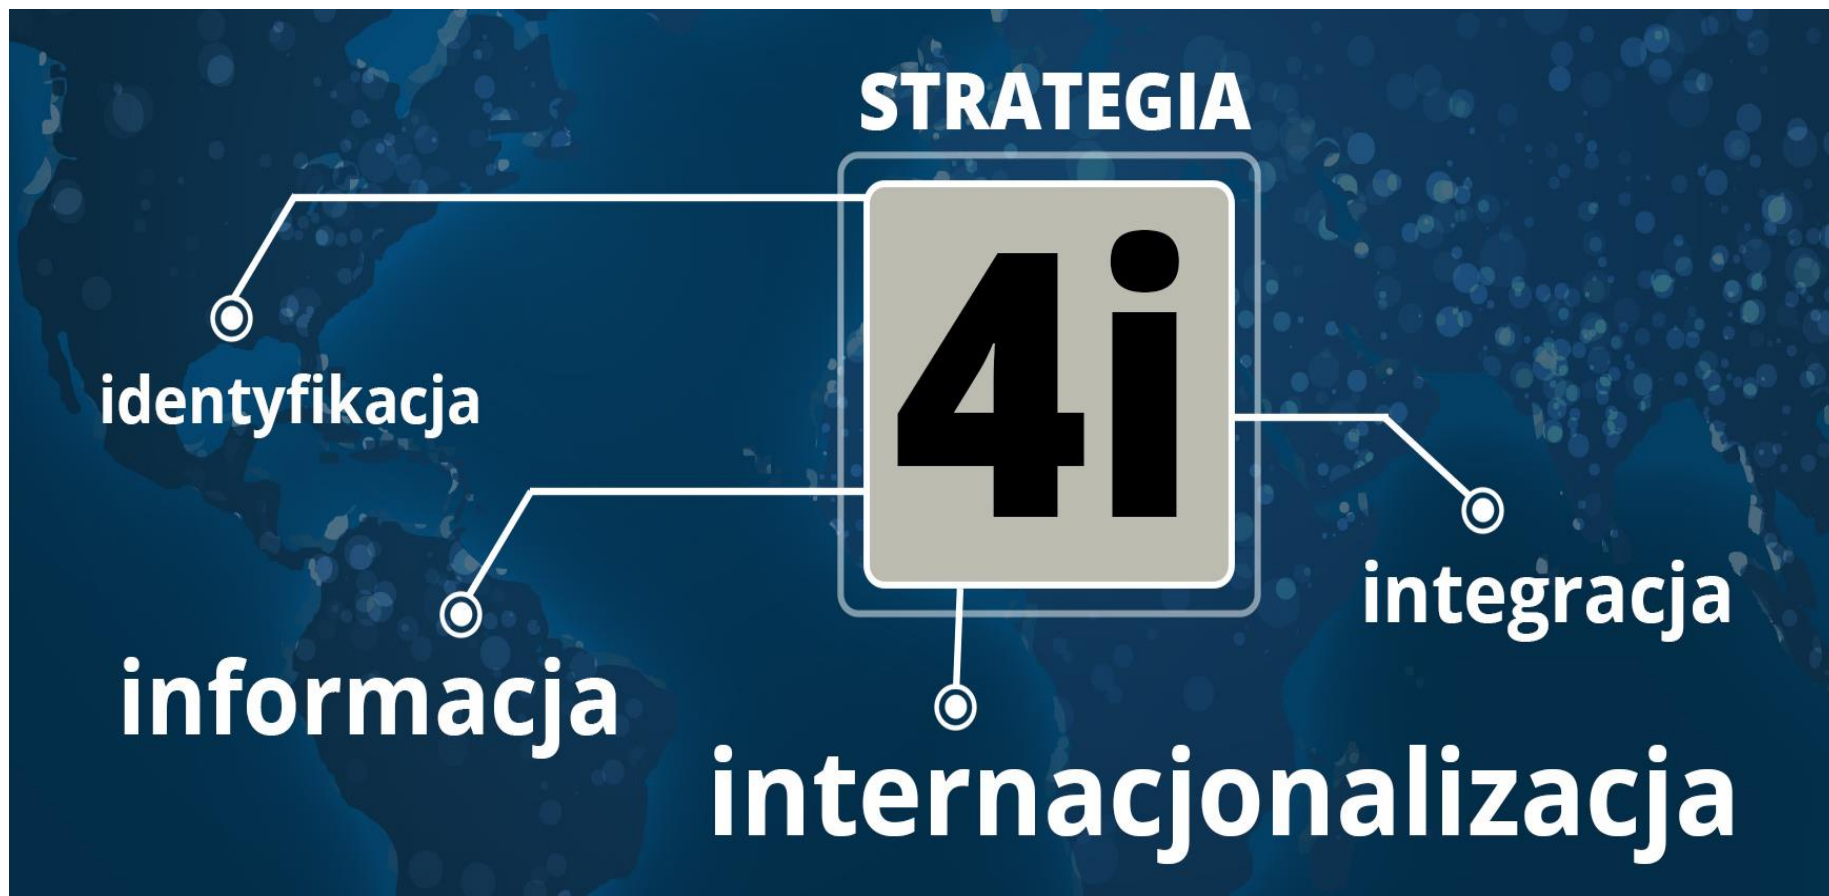 STRATEGIA
4i
identyfikacja
integracja
informacja
internacjonalizacja